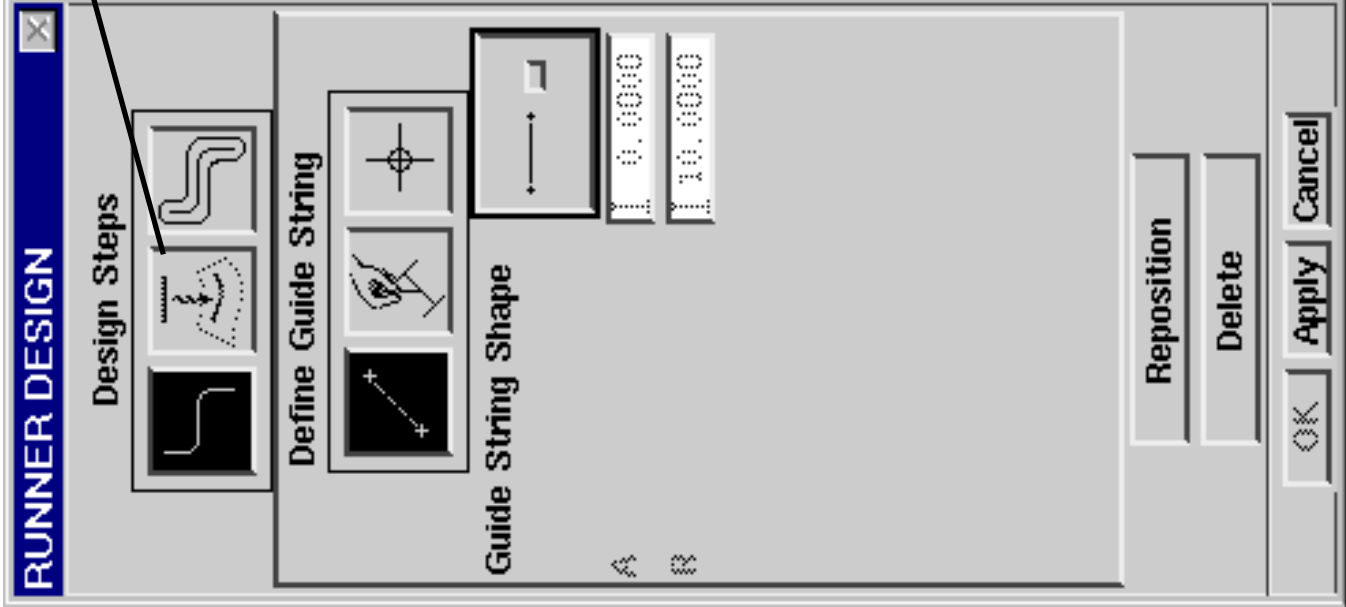 RUNNER DESIGN
Design Steps
Define Guide String
Guide String Shape
A 0.0000
B 10.0000
Reposition
Delete
OK Apply Cancel